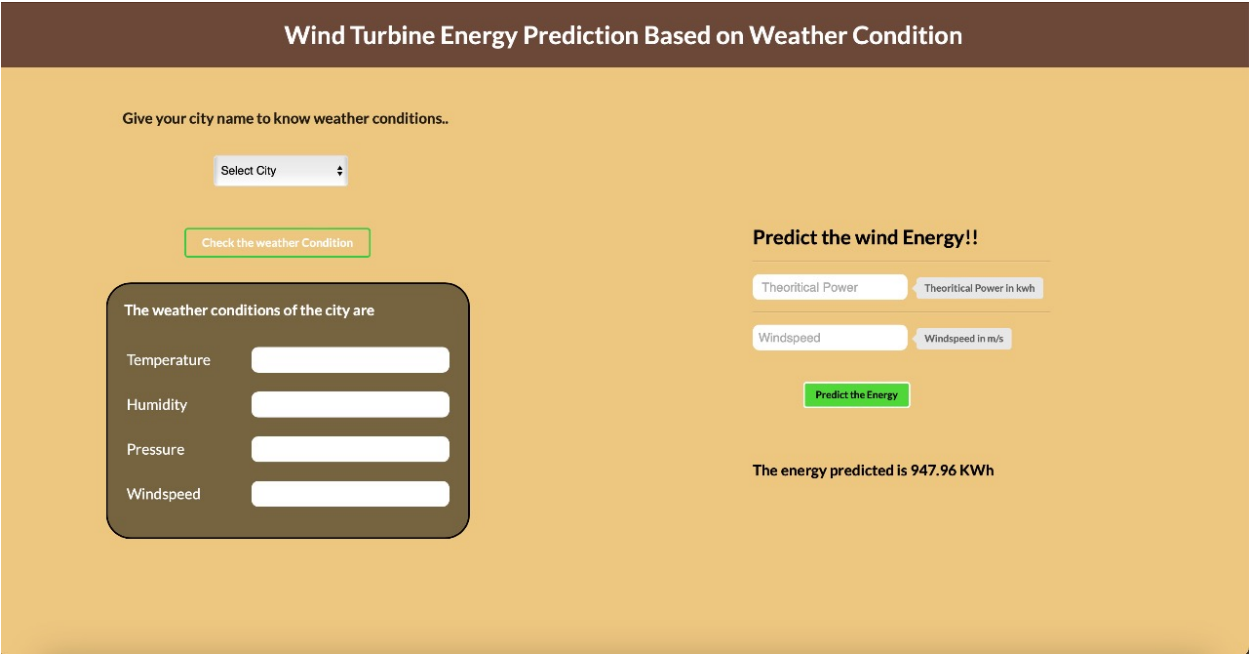 Wind Turbine Energy Prediction Based on Weather Condition
Give your city name to know weather conditions..
Select City
Check the weather Condition
The weather conditions of the city are
Temperature
Humidity
Pressure
Windspeed
Predict the wind Energy!!
Theoritical Power
Theoritical Power in kwh
Windspeed
Windspeed in m/s
Predict the Energy
The energy predicted is 947.96 KWh